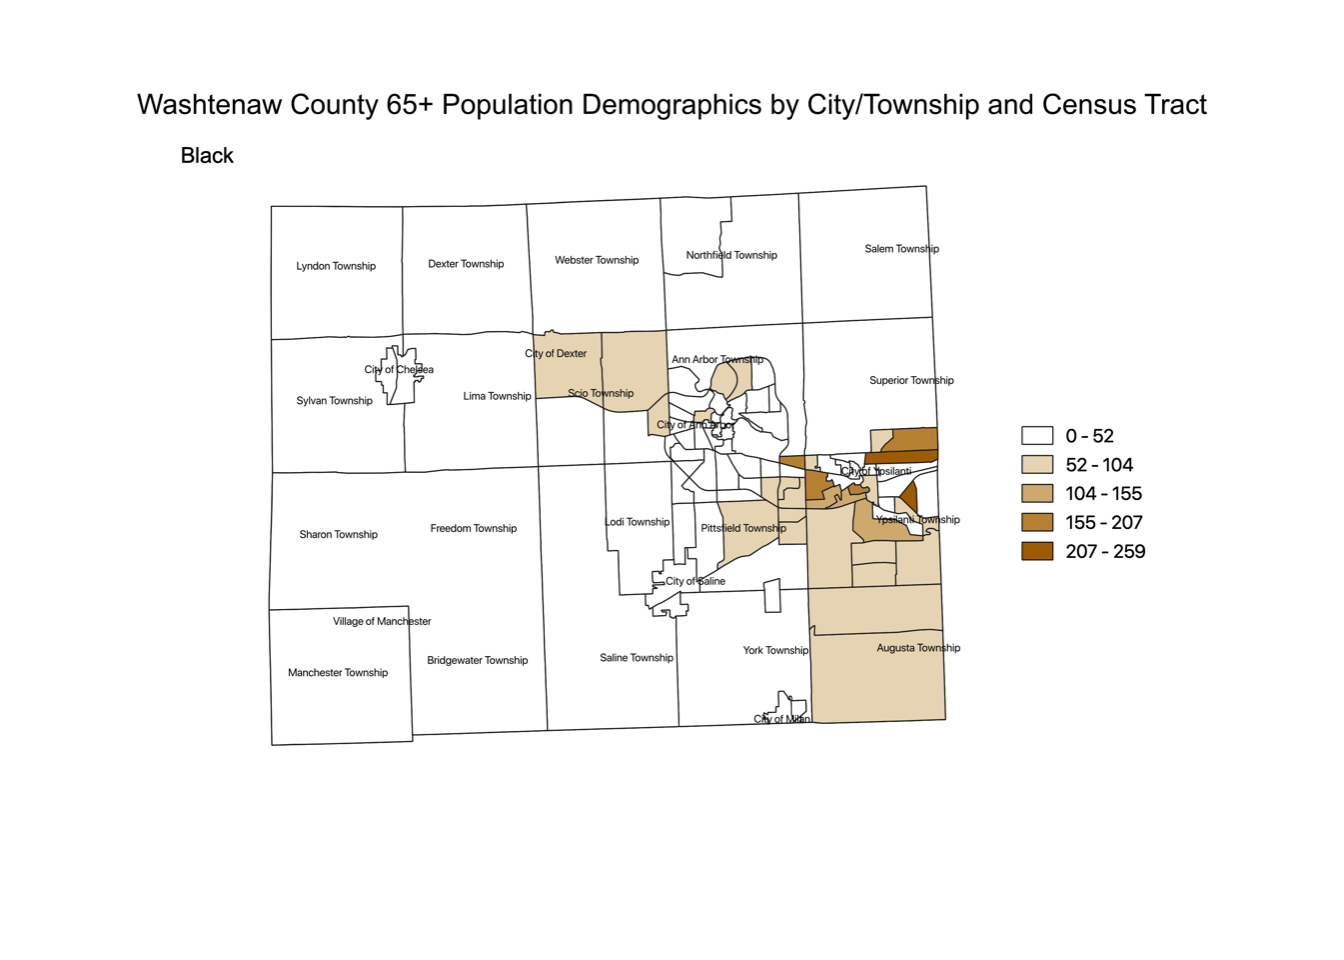 Washtenaw County 65+ Population Demographics by City/Township and Census Tract
Black
Lyndon Township
Dexter Township
Webster Township
Northfield Township
Salem Township
City of Dexter
Ann Arbor Township
City of Chelsea
Superior Township
Sylvan Township
Lima Township
Scio Township
City of Ann Arbor
City of Ypsilanti
Sharon Township
Freedom Township
Lodi Township
Pittsfield Township
Ypsilanti Township
City of Saline
Village of Manchester
Manchester Township
Bridgewater Township
Saline Township
York Township
Augusta Township
City of Milan
0 - 52
52 - 104
104 - 155
155 - 207
207 - 259